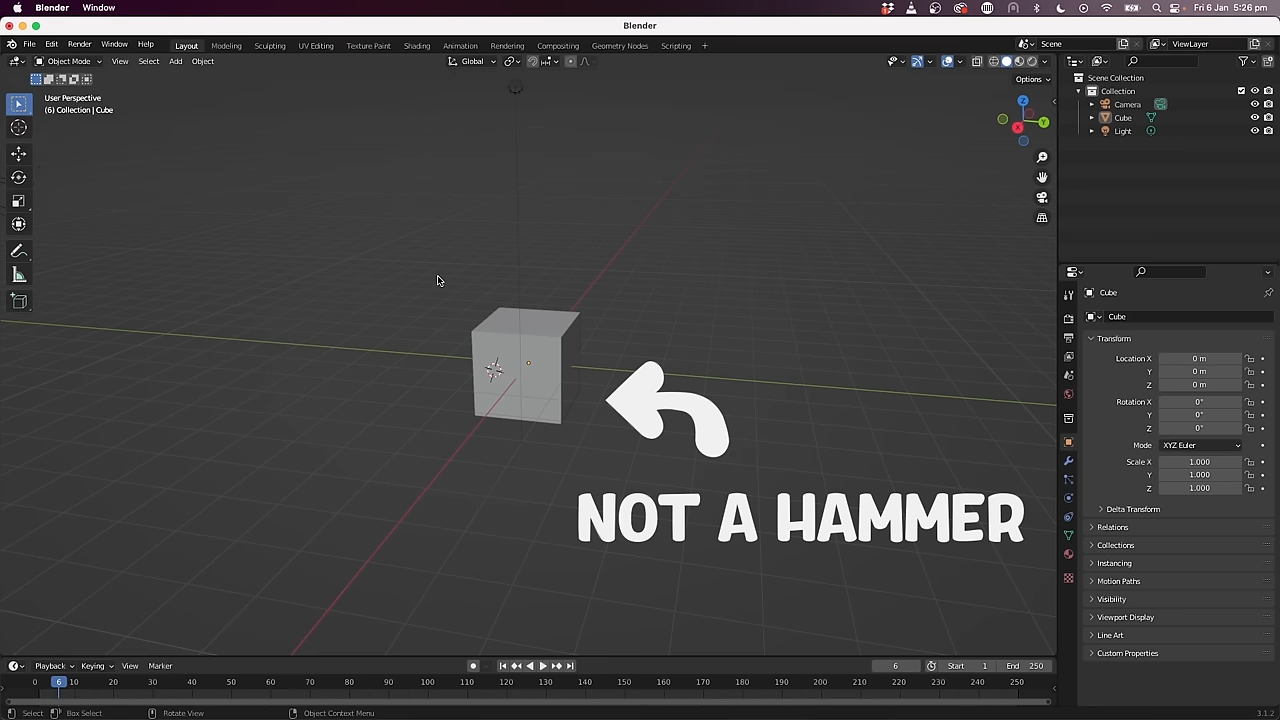 Blender Window Fri 6 Jan 5:26 pm
Blender
File Edit Render Window Help Layout Modeling Sculpting UV Editing Texture Paint Shading Animation Rendering Compositing Geometry Nodes Scripting + Scene ViewLayer
Object Mode View Select Add Object Global
Options
User Perspective
(6) Collection | Cube
Z
Y
X
Scene Collection
Collection
Camera
Cube
Light
Cube
Cube
Transform
Location X 0 m
Y 0 m
Z 0 m
Rotation X 0°
Y 0°
Z 0°
Mode XYZ Euler
Scale X 1.000
Y 1.000
Z 1.000
Delta Transform
Relations
Collections
Instancing
Motion Paths
Visibility
Viewport Display
Line Art
Custom Properties
NOT A HAMMER
Playback Keying View Marker 6 Start 1 End 250
0 6 10 20 30 40 50 60 70 80 90 100 110 120 130 140 150 160 170 180 190 200 210 220 230 240 250
Select Box Select Rotate View Object Context Menu 3.1.2